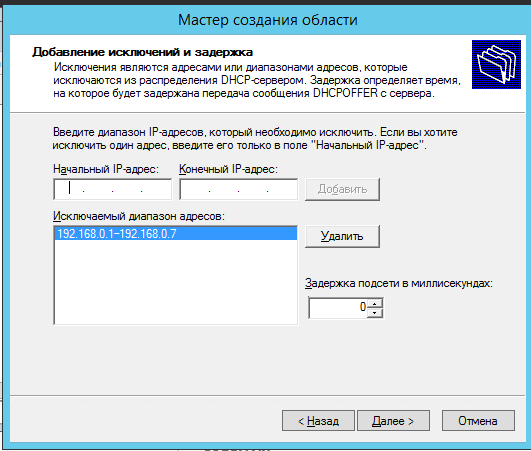 Мастер создания области
Добавление исключений и задержка
Исключения являются адресами или диапазонами адресов, которые
исключаются из распределения DHCP-сервером. Задержка определяет время,
на которое будет задержана передача сообщения DHCPOFFER с сервера.
Введите диапазон IP-адресов, который необходимо исключить. Если вы хотите
исключить один адрес, введите его только в поле "Начальный IP-адрес".
Начальный IP-адрес: Конечный IP-адрес:
. . . . . . Добавить
Исключаемый диапазон адресов:
192.168.0.1-192.168.0.7 Удалить
Задержка подсети в миллисекундах:
0
< Назад Далее > Отмена